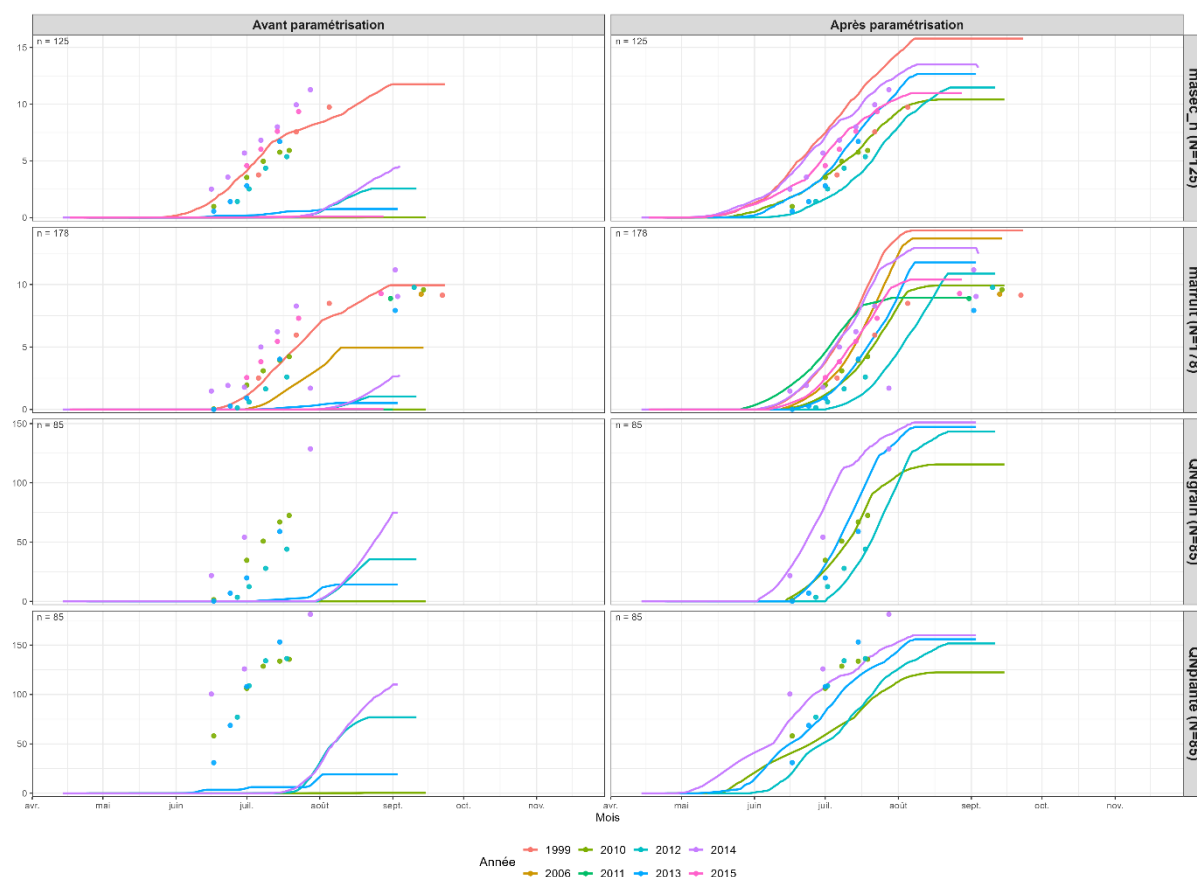 Avant paramétrisation Après paramétrisation
n = 125 n = 125
15
10
5
0
masec_n (N=125)
n = 178 n = 178
10
5
0
mafruit (N=178)
n = 85 n = 85
150
100
50
0
QNgrain (N=85)
n = 85 n = 85
150
100
50
0
QNplante (N=85)
avr. mai juin juil. août sept. oct. nov. avr. mai juin juil. août sept. oct. nov.
Mois
Année
1999 2010 2012 2014
2006 2011 2013 2015